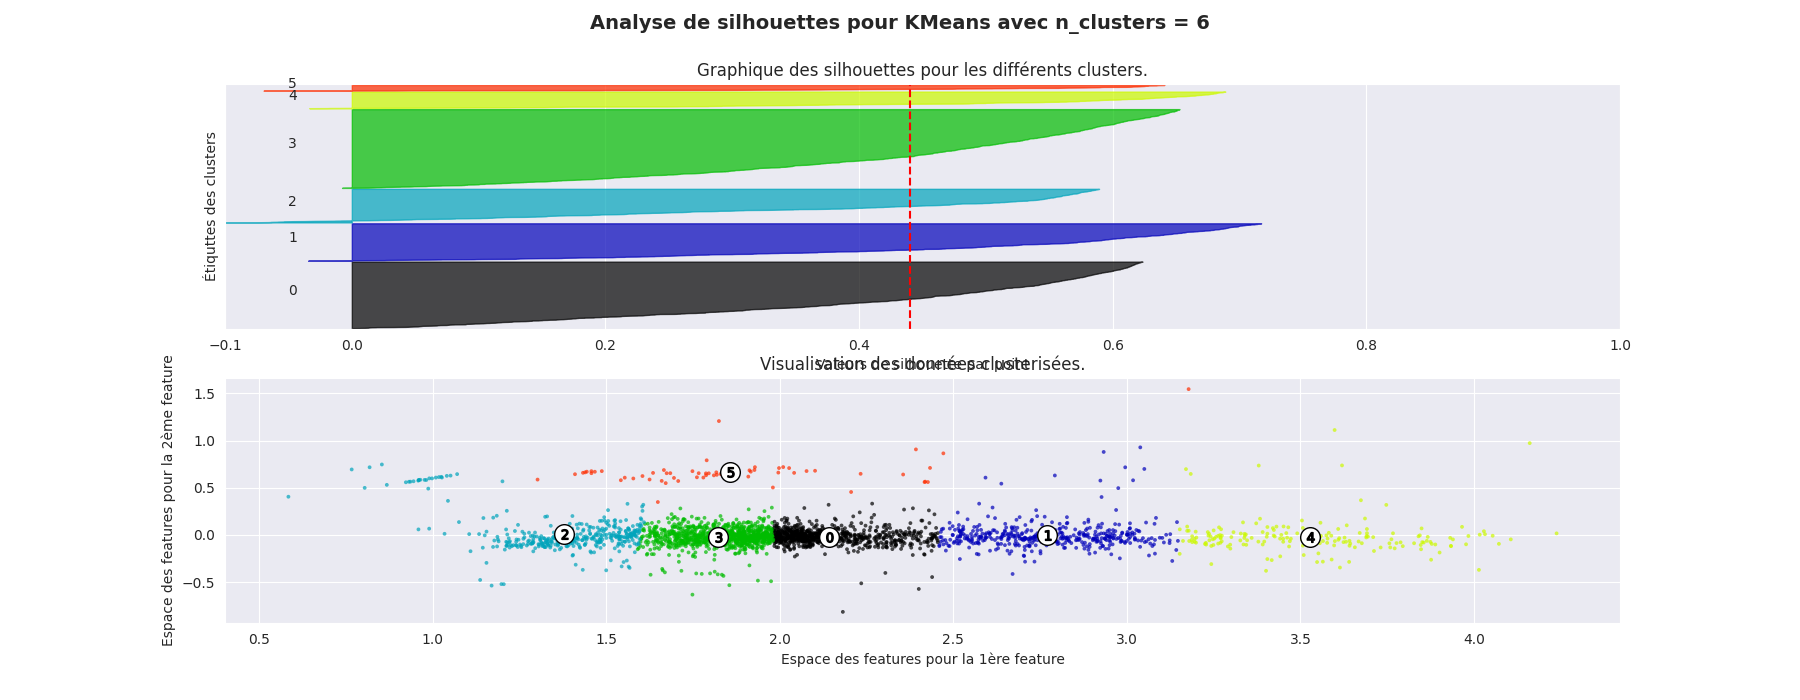 Analyse de silhouettes pour KMeans avec n_clusters = 6
Graphique des silhouettes pour les différents clusters.
Étiquttes des clusters
5
4
3
2
1
0
−0.1 0.0 0.2 0.4 0.6 0.8 1.0
Visualisation des données clusterisées.
Espace des features pour la 2ème feature
1.5
1.0
0.5
0.0
−0.5
5
2 3 0 1 4
0.5 1.0 1.5 2.0 2.5 3.0 3.5 4.0
Espace des features pour la 1ère feature